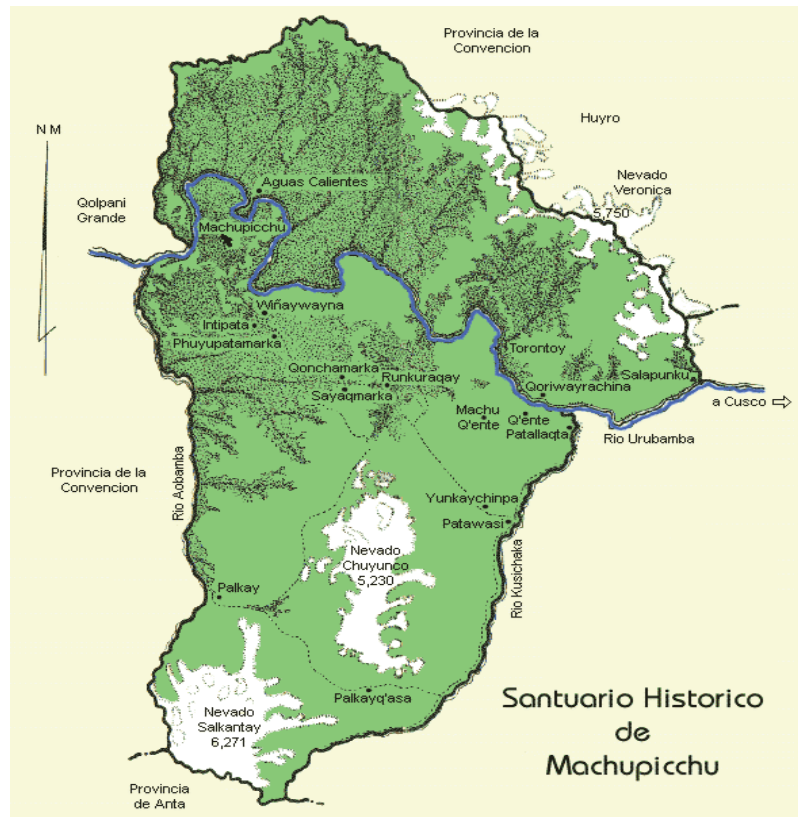 Provincia de la
Convencion
Huyro
N M
Nevado
Veronica
5,750
Aguas Calientes
Qolpani
Grande
Machupicchu
Wiñaywayna
Intipata
Phuyupatamarka
Torontoy
Qonchamarka
Runkuraqay
Sayaqmarka
Salapunku
Qoriwayrachina
a Cusco
Machu
Q'ente
Q'ente
Patallaqta
Rio Urubamba
Provincia de la
Convencion
Rio Aobamba
Yunkaychinpa
Patawasi
Nevado
Chuyunco
5,230
Rio Kusichaka
Palkay
Palkayq'asa
Nevado
Salkantay
6,271
Santuario Historico
de
Machupicchu
Provincia
de Anta